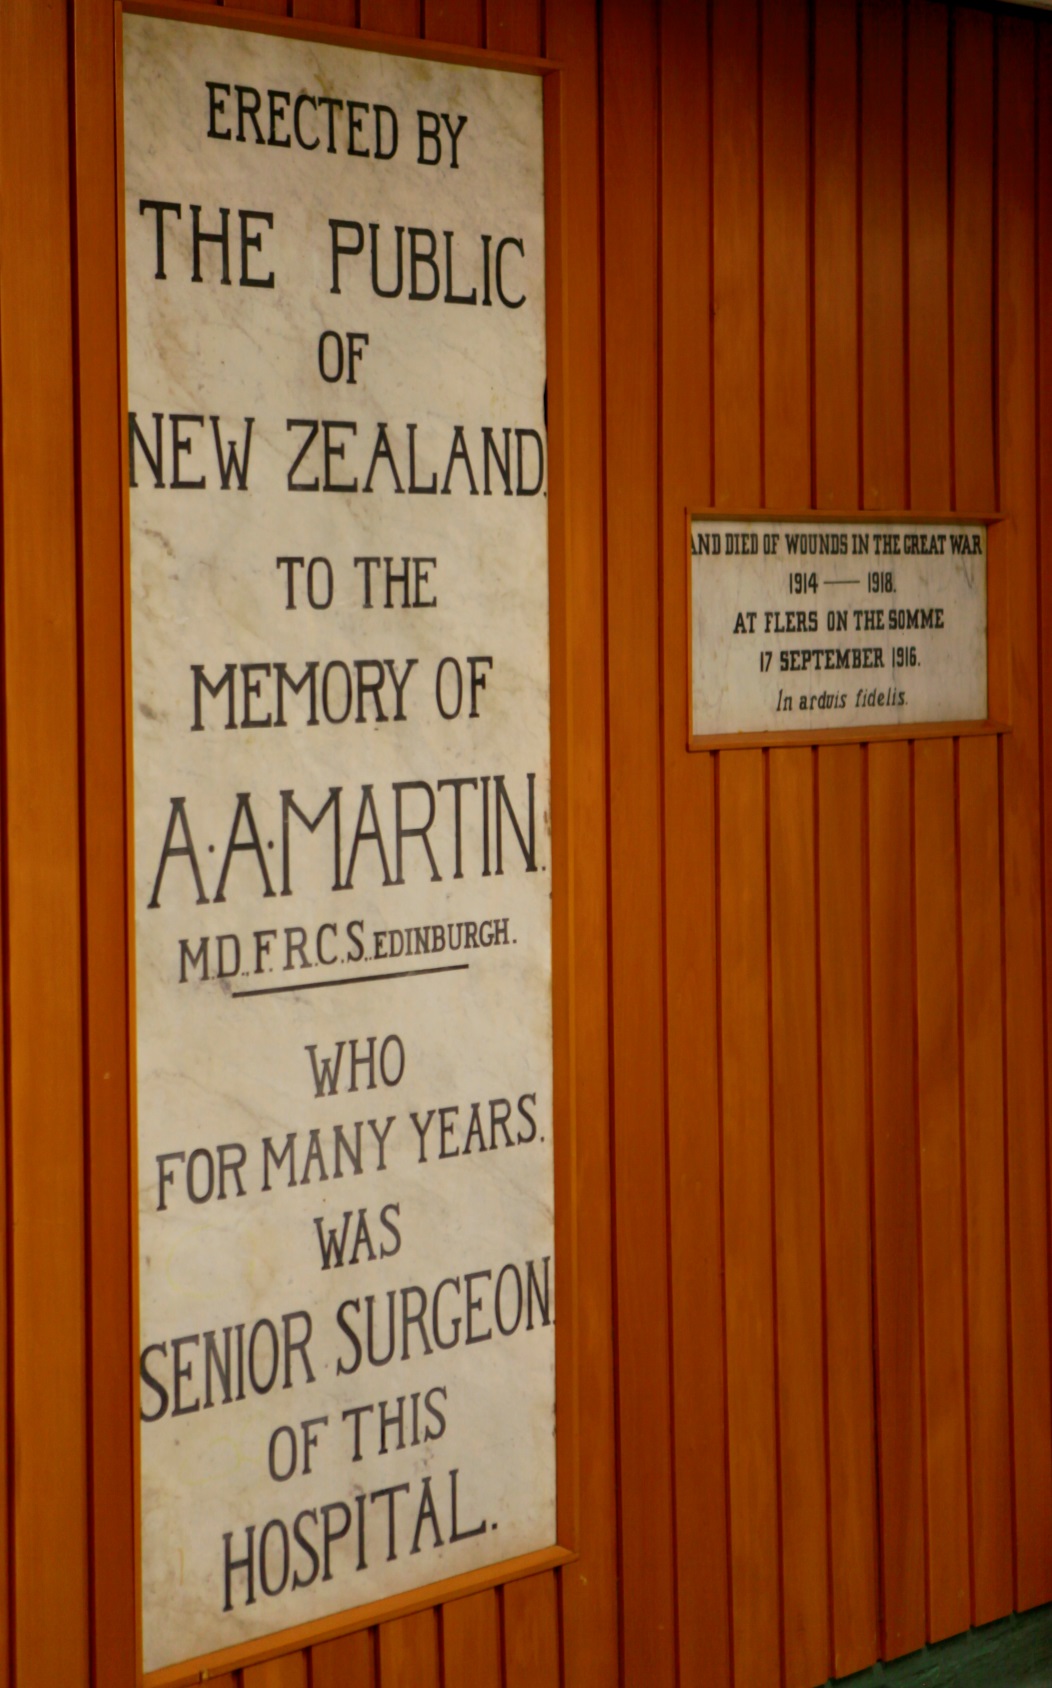 ERECTED BY
THE PUBLIC
OF
NEW ZEALAND.
TO THE
MEMORY OF
A·A·MARTIN.
M.D.F.R.C.S. EDINBURGH.
WHO
FOR MANY YEARS.
WAS
SENIOR SURGEON.
OF THIS
HOSPITAL.
AND DIED OF WOUNDS IN THE GREAT WAR
1914 — 1918.
AT FLERS ON THE SOMME
17 SEPTEMBER 1916.
In arduis fidelis.